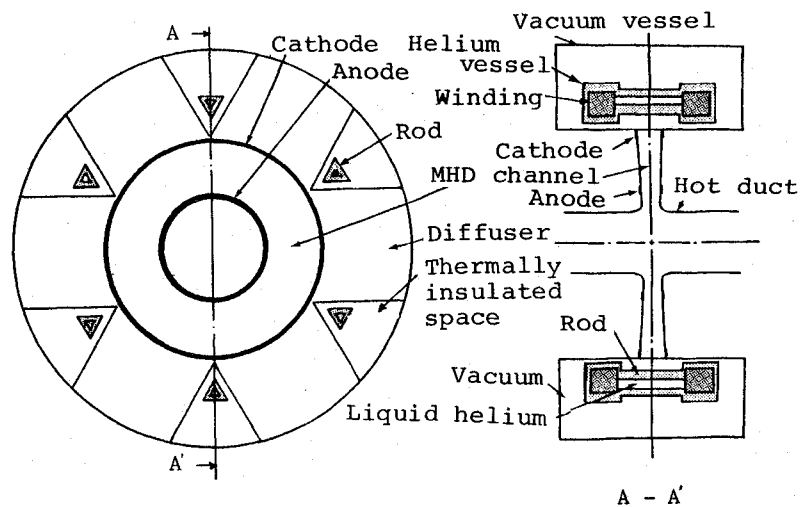 A
Cathode
Anode
Rod
MHD channel
Diffuser
Thermally
insulated
space
A'
Vacuum vessel
Helium
vessel
Winding
Cathode
Anode
Hot duct
Rod
Vacuum
Liquid helium
A - A'